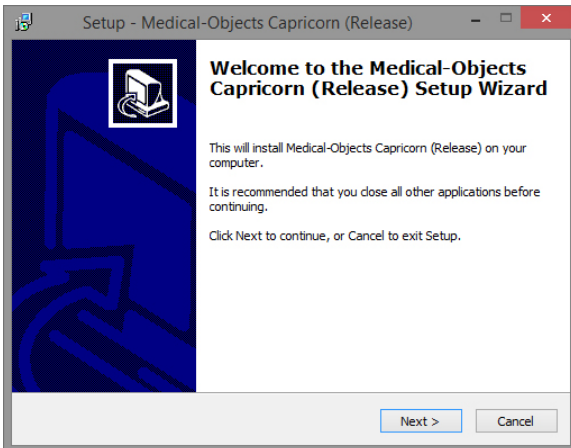 Setup - Medical-Objects Capricorn (Release)
Welcome to the Medical-Objects
Capricorn (Release) Setup Wizard
This will install Medical-Objects Capricorn (Release) on your
computer.
It is recommended that you close all other applications before
continuing.
Click Next to continue, or Cancel to exit Setup.
Next >
Cancel